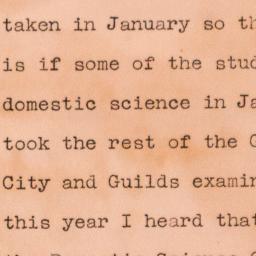 taken in January so th
is if some of the stud
domestic science in Ja
took the rest of the C
City and Guilds examin
this year I heard that